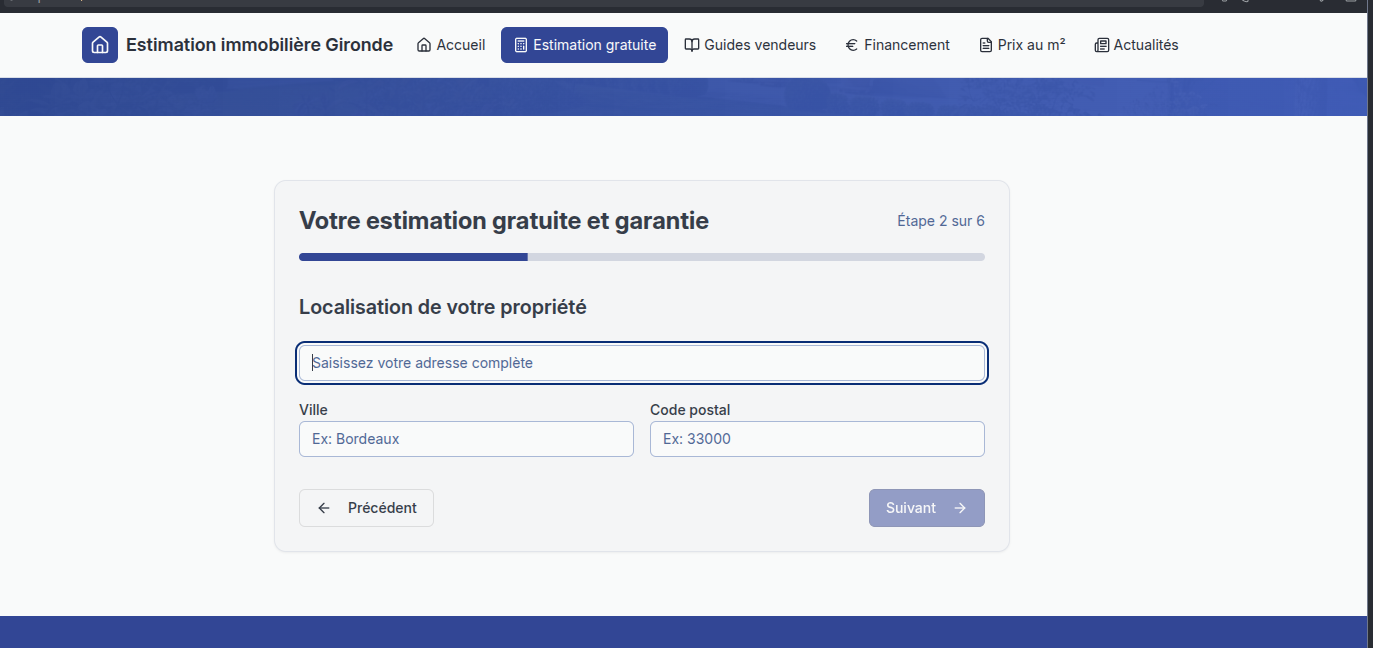 Estimation immobilière Gironde Accueil Estimation gratuite Guides vendeurs € Financement Prix au m² Actualités
Votre estimation gratuite et garantie Étape 2 sur 6
Localisation de votre propriété
Saisissez votre adresse complète
Ville Code postal
Ex: Bordeaux Ex: 33000
Précédent Suivant